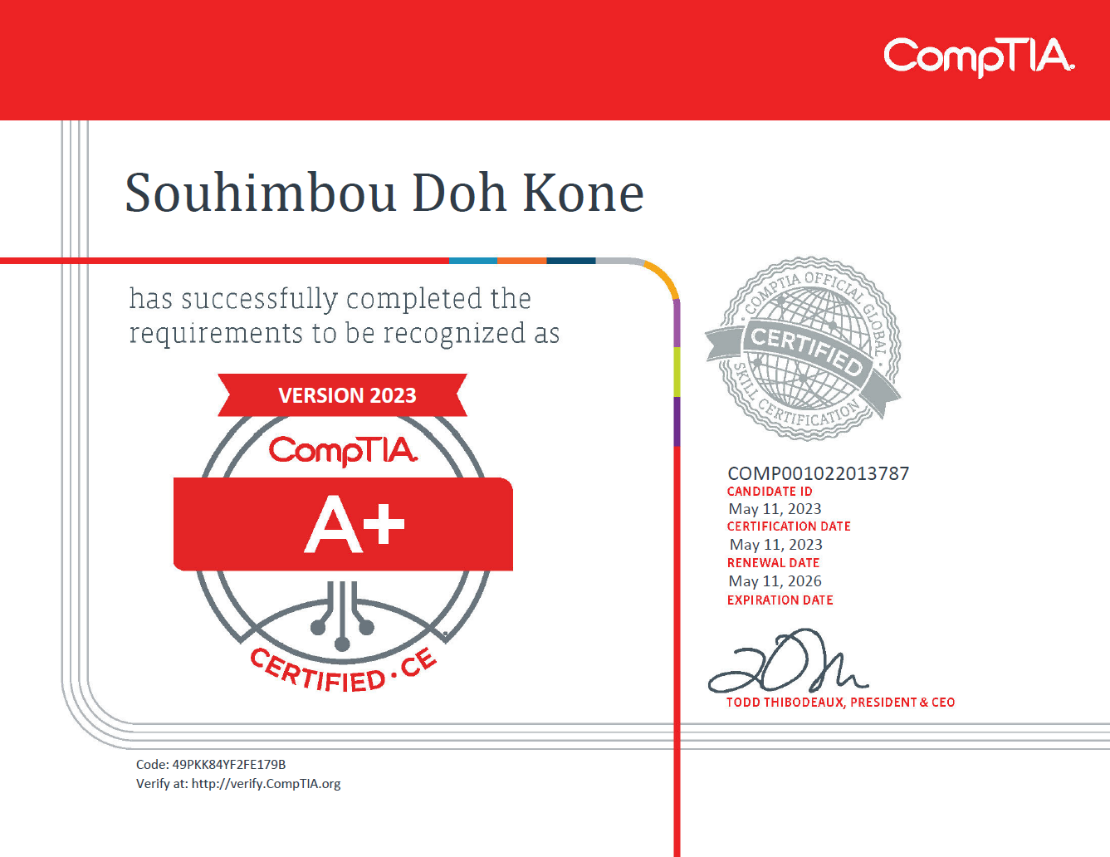 CompTIA.
Souhimbou Doh Kone
has successfully completed the
requirements to be recognized as
VERSION 2023
CompTIA.
A+
CERTIFIED · CE
· COMPTIA OFFICIAL GLOBAL ·
CERTIFIED
SKILL CERTIFICATION
COMP001022013787
CANDIDATE ID
May 11, 2023
CERTIFICATION DATE
May 11, 2023
RENEWAL DATE
May 11, 2026
EXPIRATION DATE
TODD THIBODEAUX, PRESIDENT & CEO
Code: 49PKK84YF2FE179B
Verify at: http://verify.CompTIA.org